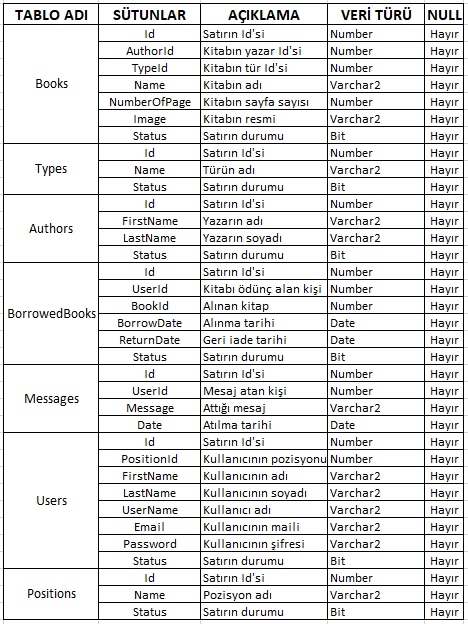 TABLO ADI SÜTUNLAR AÇIKLAMA VERİ TÜRÜ NULL
Books
Id Satırın Id'si Number Hayır
AuthorId Kitabın yazar Id'si Number Hayır
TypeId Kitabın tür Id'si Number Hayır
Name Kitabın adı Varchar2 Hayır
NumberOfPage Kitabın sayfa sayısı Number Hayır
Image Kitabın resmi Varchar2 Hayır
Status Satırın durumu Bit Hayır
Types
Id Satırın Id'si Number Hayır
Name Türün adı Varchar2 Hayır
Status Satırın durumu Bit Hayır
Authors
Id Satırın Id'si Number Hayır
FirstName Yazarın adı Varchar2 Hayır
LastName Yazarın soyadı Varchar2 Hayır
Status Satırın durumu Bit Hayır
BorrowedBooks
Id Satırın Id'si Number Hayır
UserId Kitabı ödünç alan kişi Number Hayır
BookId Alınan kitap Number Hayır
BorrowDate Alınma tarihi Date Hayır
ReturnDate Geri iade tarihi Date Hayır
Status Satırın durumu Bit Hayır
Messages
Id Satırın Id'si Number Hayır
UserId Mesaj atan kişi Number Hayır
Message Attığı mesaj Varchar2 Hayır
Date Atılma tarihi Date Hayır
Users
Id Satırın Id'si Number Hayır
PositionId Kullanıcının pozisyonu Number Hayır
FirstName Kullanıcının adı Varchar2 Hayır
LastName Kullanıcının soyadı Varchar2 Hayır
UserName Kullanıcı adı Varchar2 Hayır
Email Kullanıcının maili Varchar2 Hayır
Password Kullanıcının şifresi Varchar2 Hayır
Status Satırın durumu Bit Hayır
Positions
Id Satırın Id'si Number Hayır
Name Pozisyon adı Varchar2 Hayır
Status Satırın durumu Bit Hayır